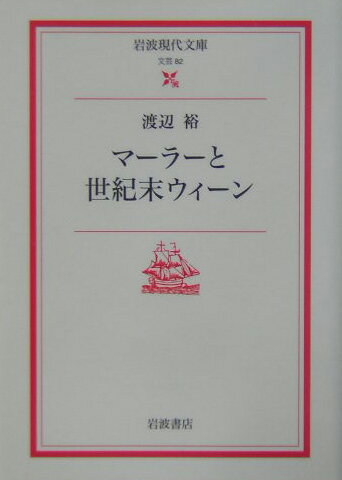 岩波現代文庫
文芸 82
渡辺 裕
マーラーと
世紀末ウィーン
岩波書店